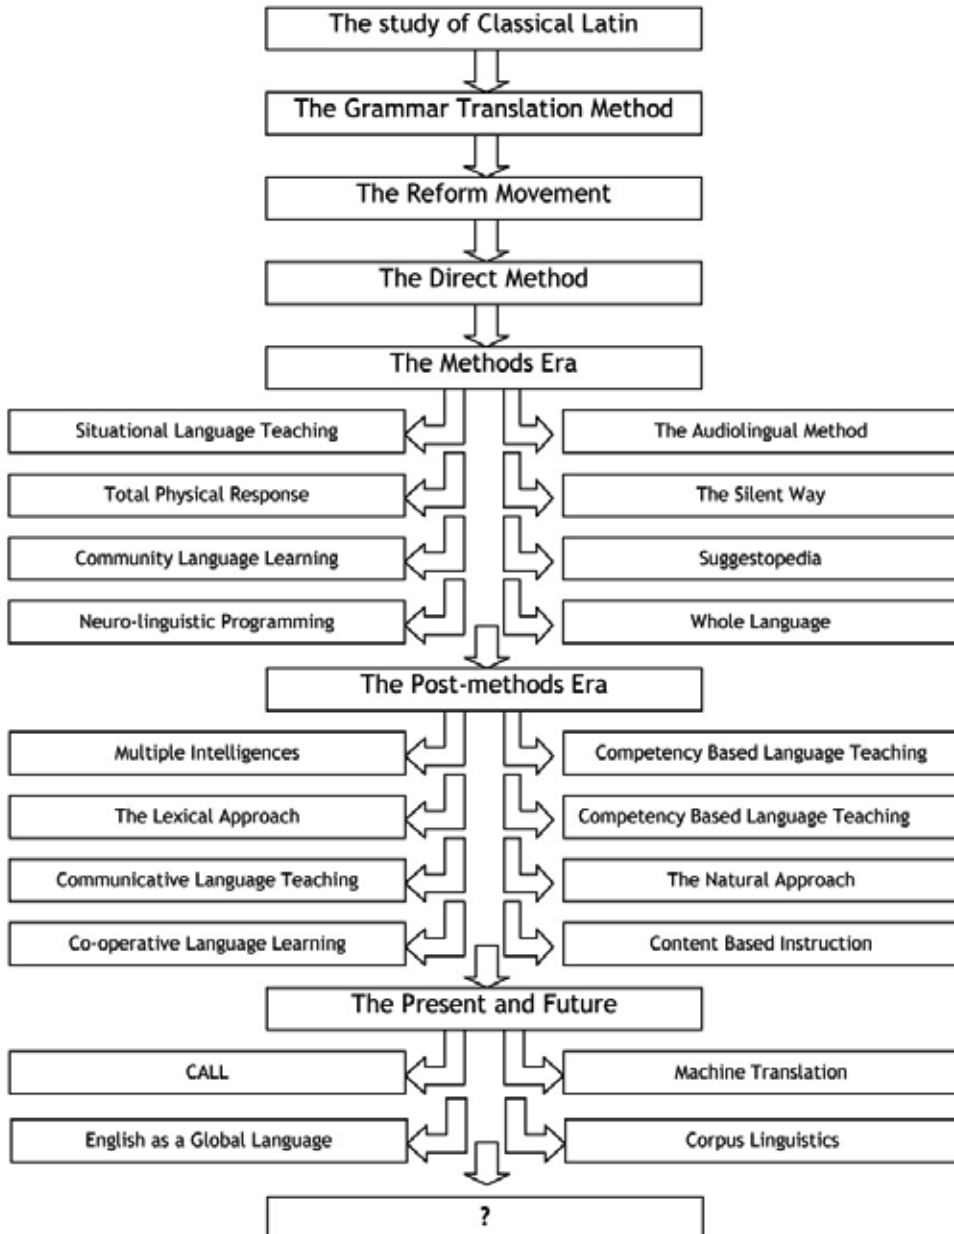 The study of Classical Latin
The Grammar Translation Method
The Reform Movement
The Direct Method
The Methods Era
Situational Language Teaching
The Audiolingual Method
Total Physical Response
The Silent Way
Community Language Learning
Suggestopedia
Neuro-linguistic Programming
Whole Language
The Post-methods Era
Multiple Intelligences
Competency Based Language Teaching
The Lexical Approach
Competency Based Language Teaching
Communicative Language Teaching
The Natural Approach
Co-operative Language Learning
Content Based Instruction
The Present and Future
CALL
Machine Translation
English as a Global Language
Corpus Linguistics
?